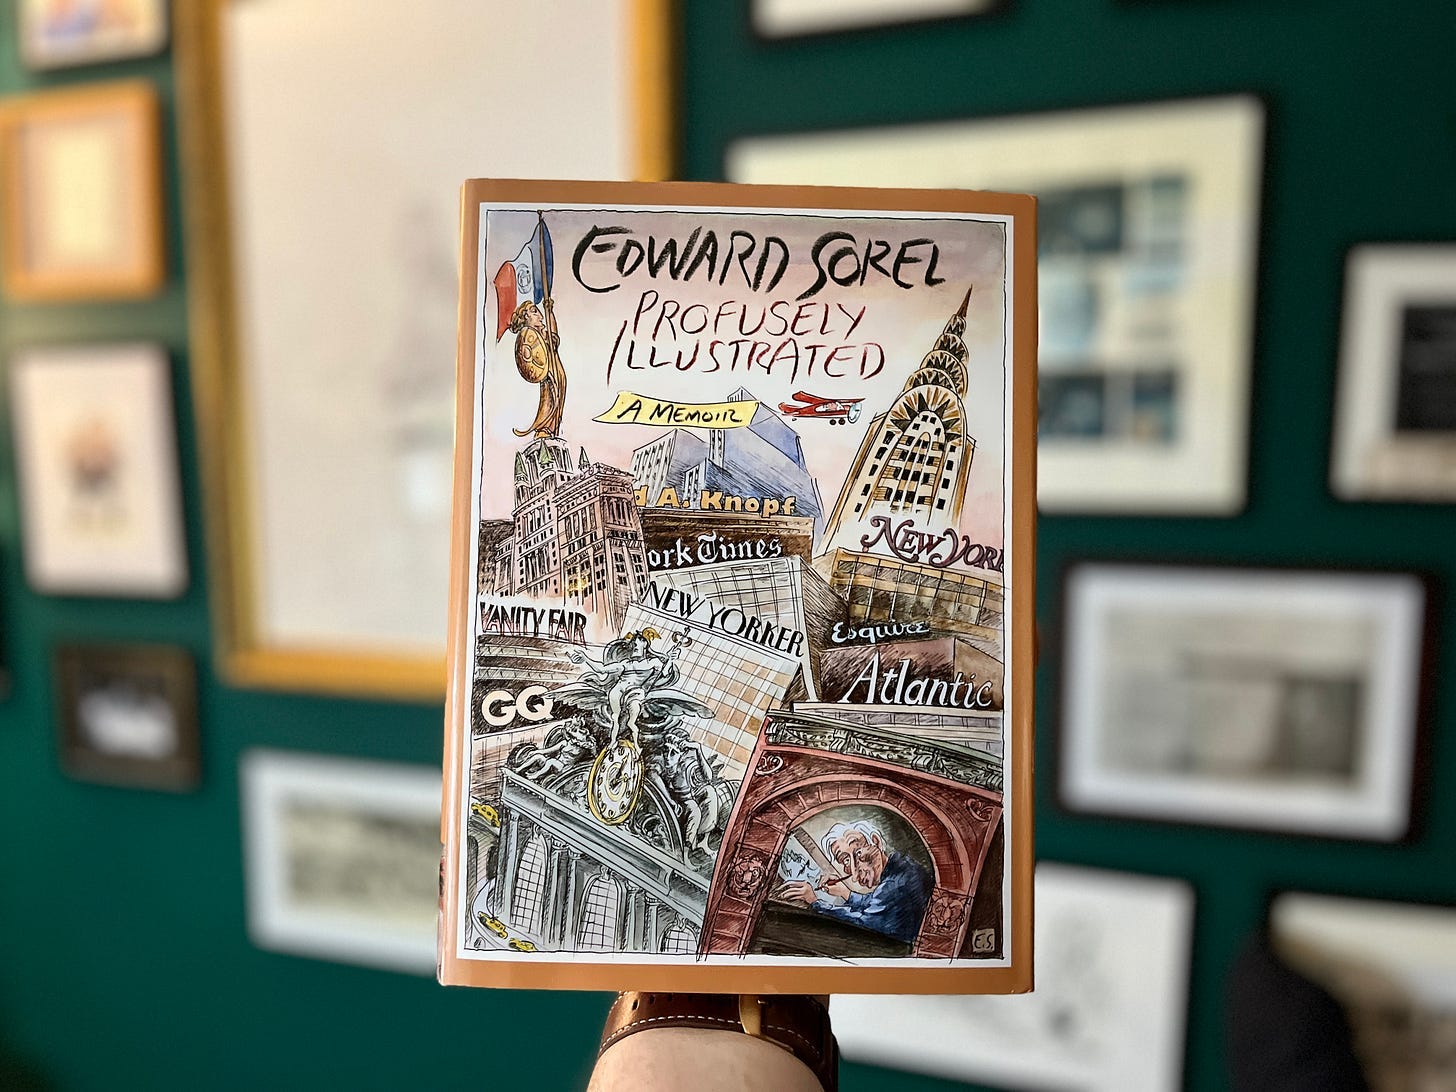 EDWARD SOREL
PROFUSELY
ILLUSTRATED
A MEMOIR
d A. Knopf
ork Times
NEW YORK
NEW YORKER
VANITY FAIR
Esquire
Atlantic
GQ
E.S.